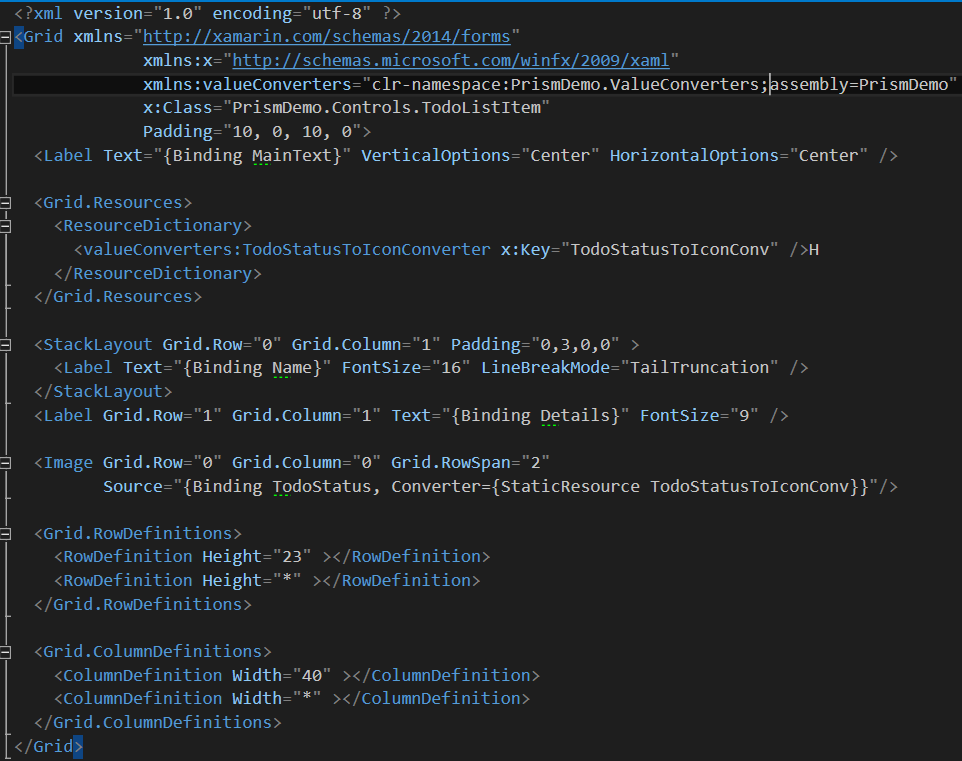 <?xml version="1.0" encoding="utf-8" ?>
<Grid xmlns="http://xamarin.com/schemas/2014/forms"
xmlns:x="http://schemas.microsoft.com/winfx/2009/xaml"
xmlns:valueConverters="clr-namespace:PrismDemo.ValueConverters;assembly=PrismDemo"
x:Class="PrismDemo.Controls.TodoListItem"
Padding="10, 0, 10, 0">
<Label Text="{Binding MainText}" VerticalOptions="Center" HorizontalOptions="Center" />
<Grid.Resources>
<ResourceDictionary>
<valueConverters:TodoStatusToIconConverter x:Key="TodoStatusToIconConv" />H
</ResourceDictionary>
</Grid.Resources>
<StackLayout Grid.Row="0" Grid.Column="1" Padding="0,3,0,0" >
<Label Text="{Binding Name}" FontSize="16" LineBreakMode="TailTruncation" />
</StackLayout>
<Label Grid.Row="1" Grid.Column="1" Text="{Binding Details}" FontSize="9" />
<Image Grid.Row="0" Grid.Column="0" Grid.RowSpan="2"
Source="{Binding TodoStatus, Converter={StaticResource TodoStatusToIconConv}}"/>
<Grid.RowDefinitions>
<RowDefinition Height="23" ></RowDefinition>
<RowDefinition Height="*" ></RowDefinition>
</Grid.RowDefinitions>
<Grid.ColumnDefinitions>
<ColumnDefinition Width="40" ></ColumnDefinition>
<ColumnDefinition Width="*" ></ColumnDefinition>
</Grid.ColumnDefinitions>
</Grid>